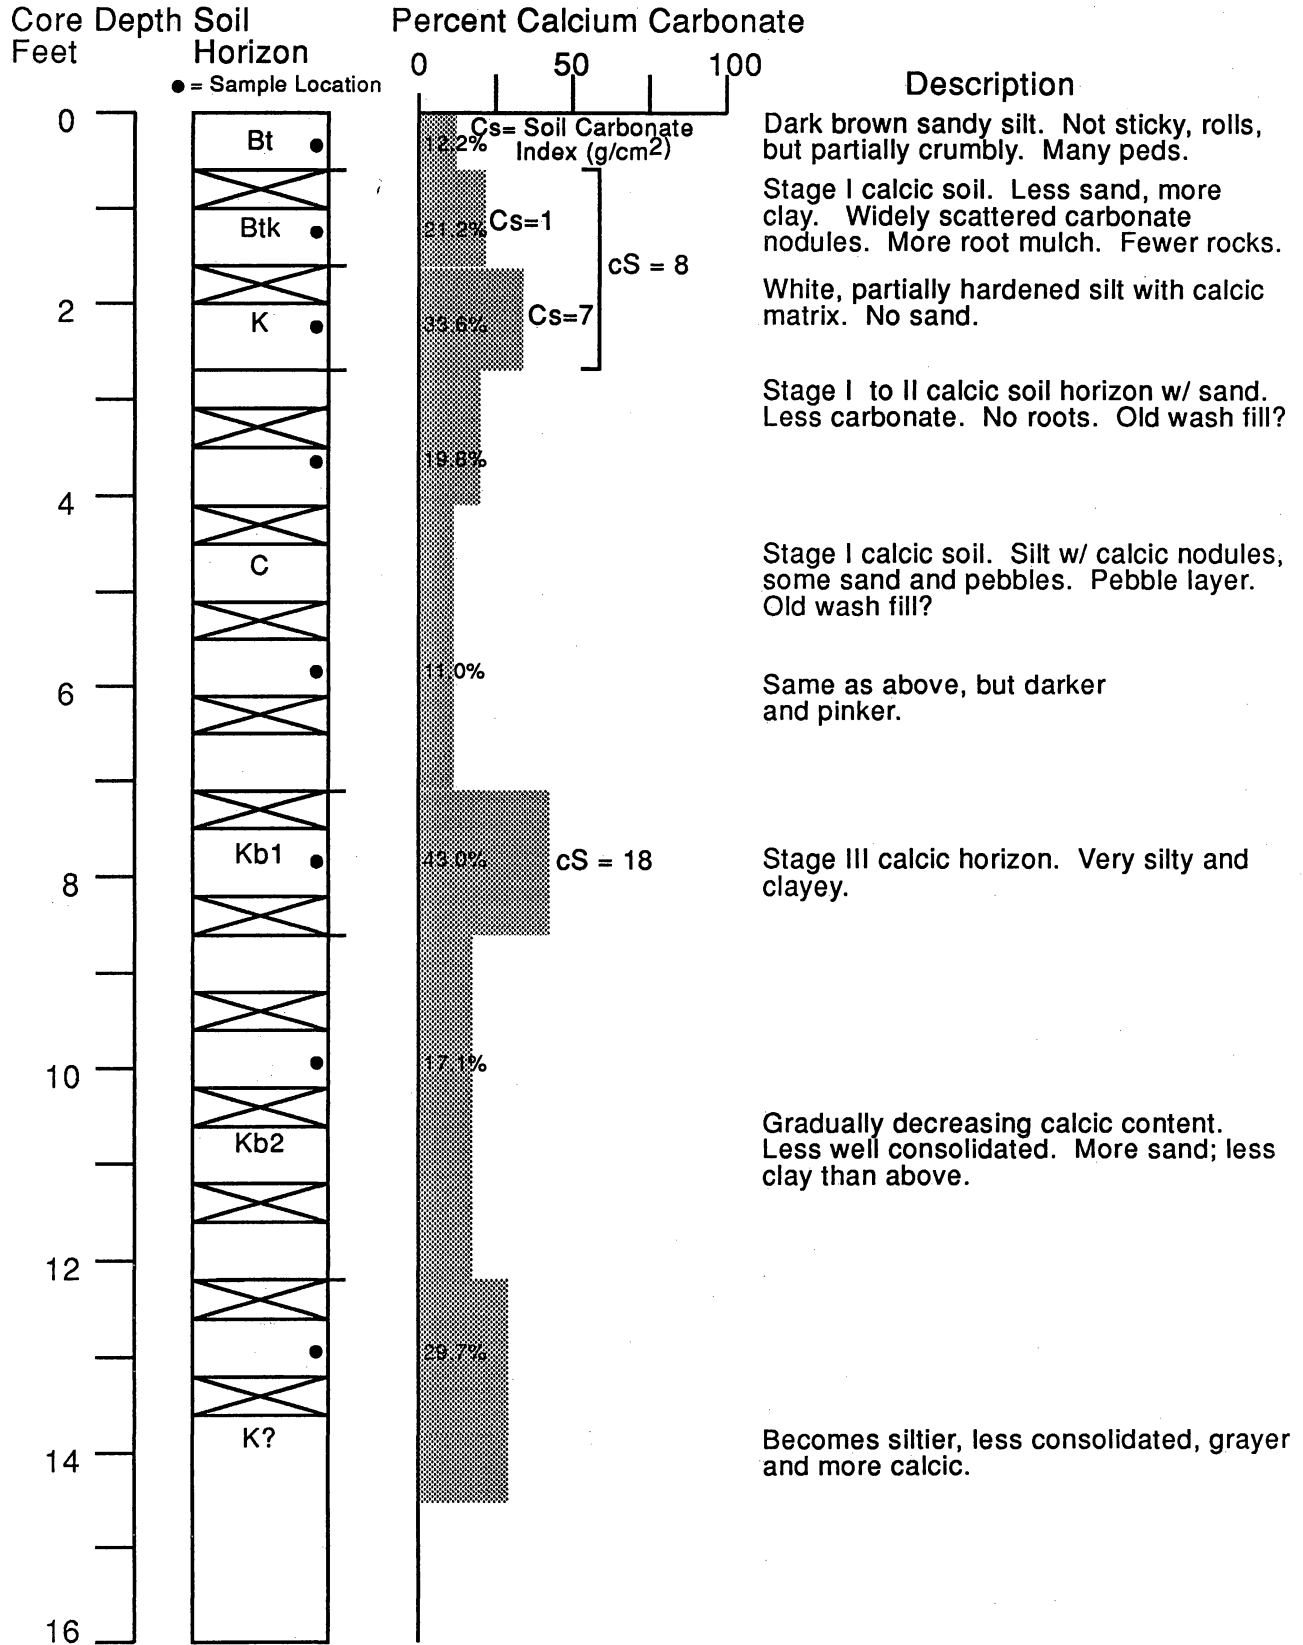 Core Depth Soil Percent Calcium Carbonate
Feet Horizon
● = Sample Location
0 50 100
Description
0
Bt
12.2%
Cs= Soil Carbonate
Index (g/cm2)
Dark brown sandy silt. Not sticky, rolls,
but partially crumbly. Many peds.
Btk
21.2%
Cs=1
cS = 8
Stage I calcic soil. Less sand, more
clay. Widely scattered carbonate
nodules. More root mulch. Fewer rocks.
2
K
33.6%
Cs=7
White, partially hardened silt with calcic
matrix. No sand.
Stage I to II calcic soil horizon w/ sand.
Less carbonate. No roots. Old wash fill?
19.8%
4
C
Stage I calcic soil. Silt w/ calcic nodules,
some sand and pebbles. Pebble layer.
Old wash fill?
11.0%
6
Same as above, but darker
and pinker.
Kb1
43.0%
cS = 18
8
Stage III calcic horizon. Very silty and
clayey.
17.1%
10
Kb2
Gradually decreasing calcic content.
Less well consolidated. More sand; less
clay than above.
12
29.7%
K?
14
Becomes siltier, less consolidated, grayer
and more calcic.
16